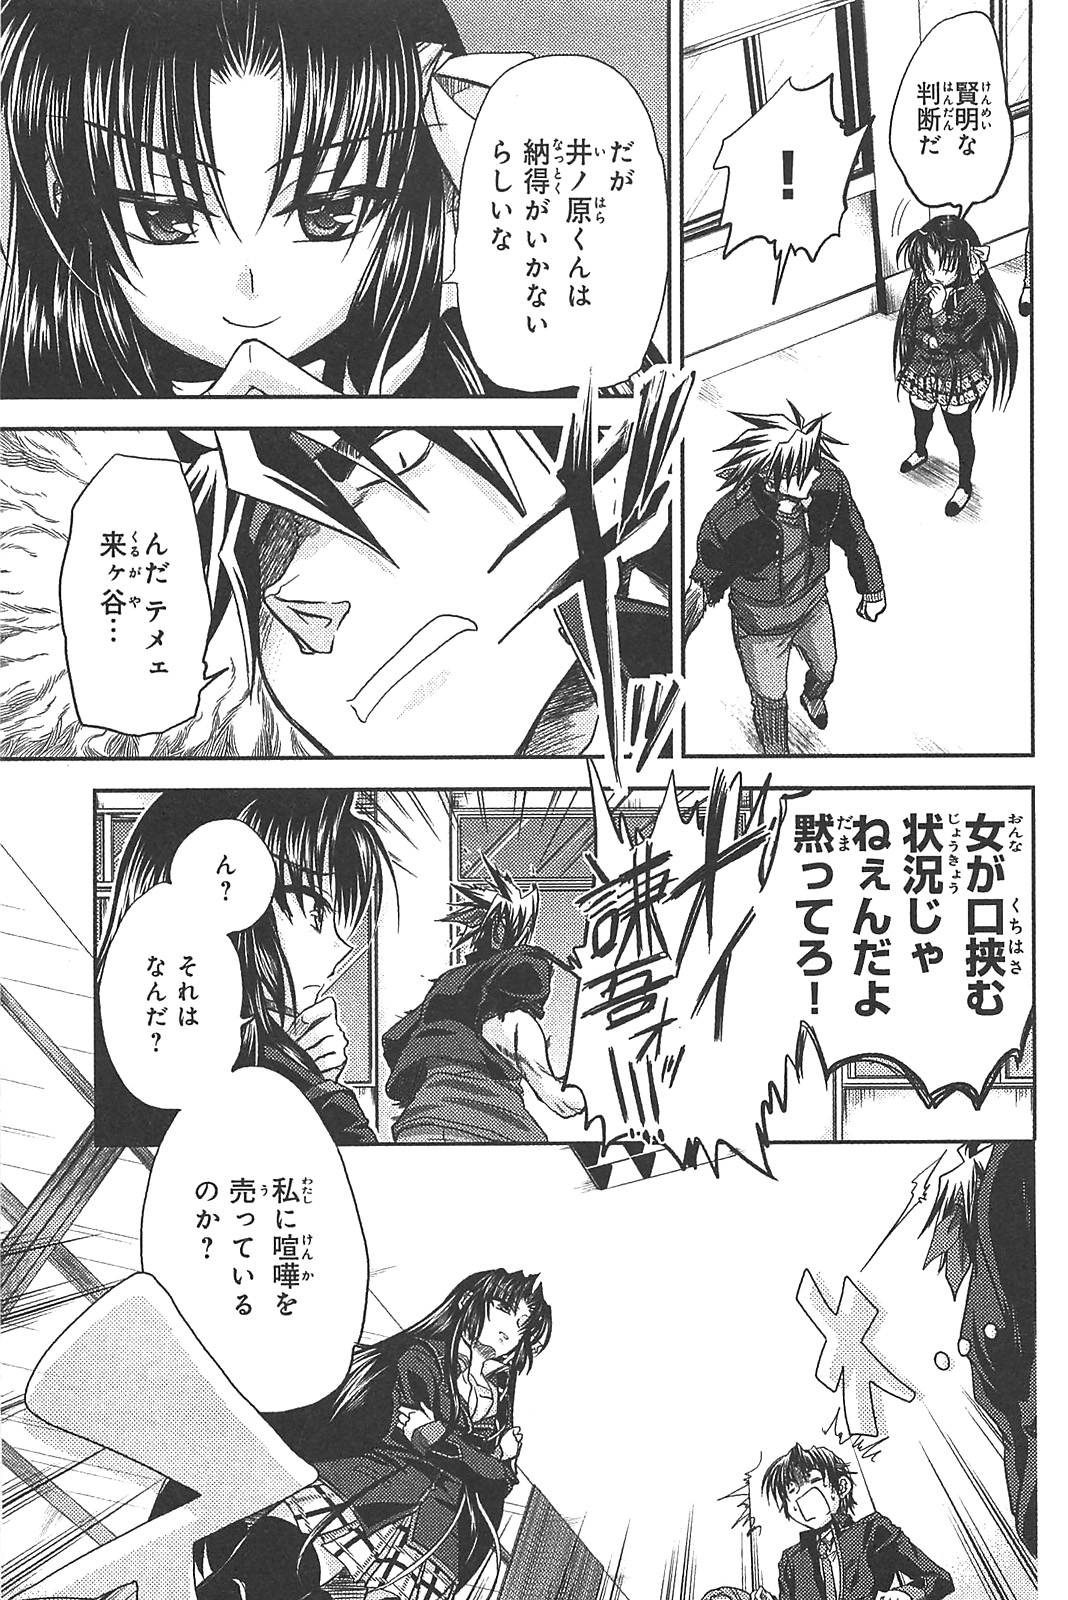 賢明な
判断だ
！
だが
井ノ原くんは
納得がいかない
らしいな
んだテメェ
来ヶ谷…
女が口挟む
状況じゃ
ねぇんだよ
黙ってろ！
謙吾ォ!!!
ん？
それは
なんだ？
私に喧嘩を
売っている
のか？